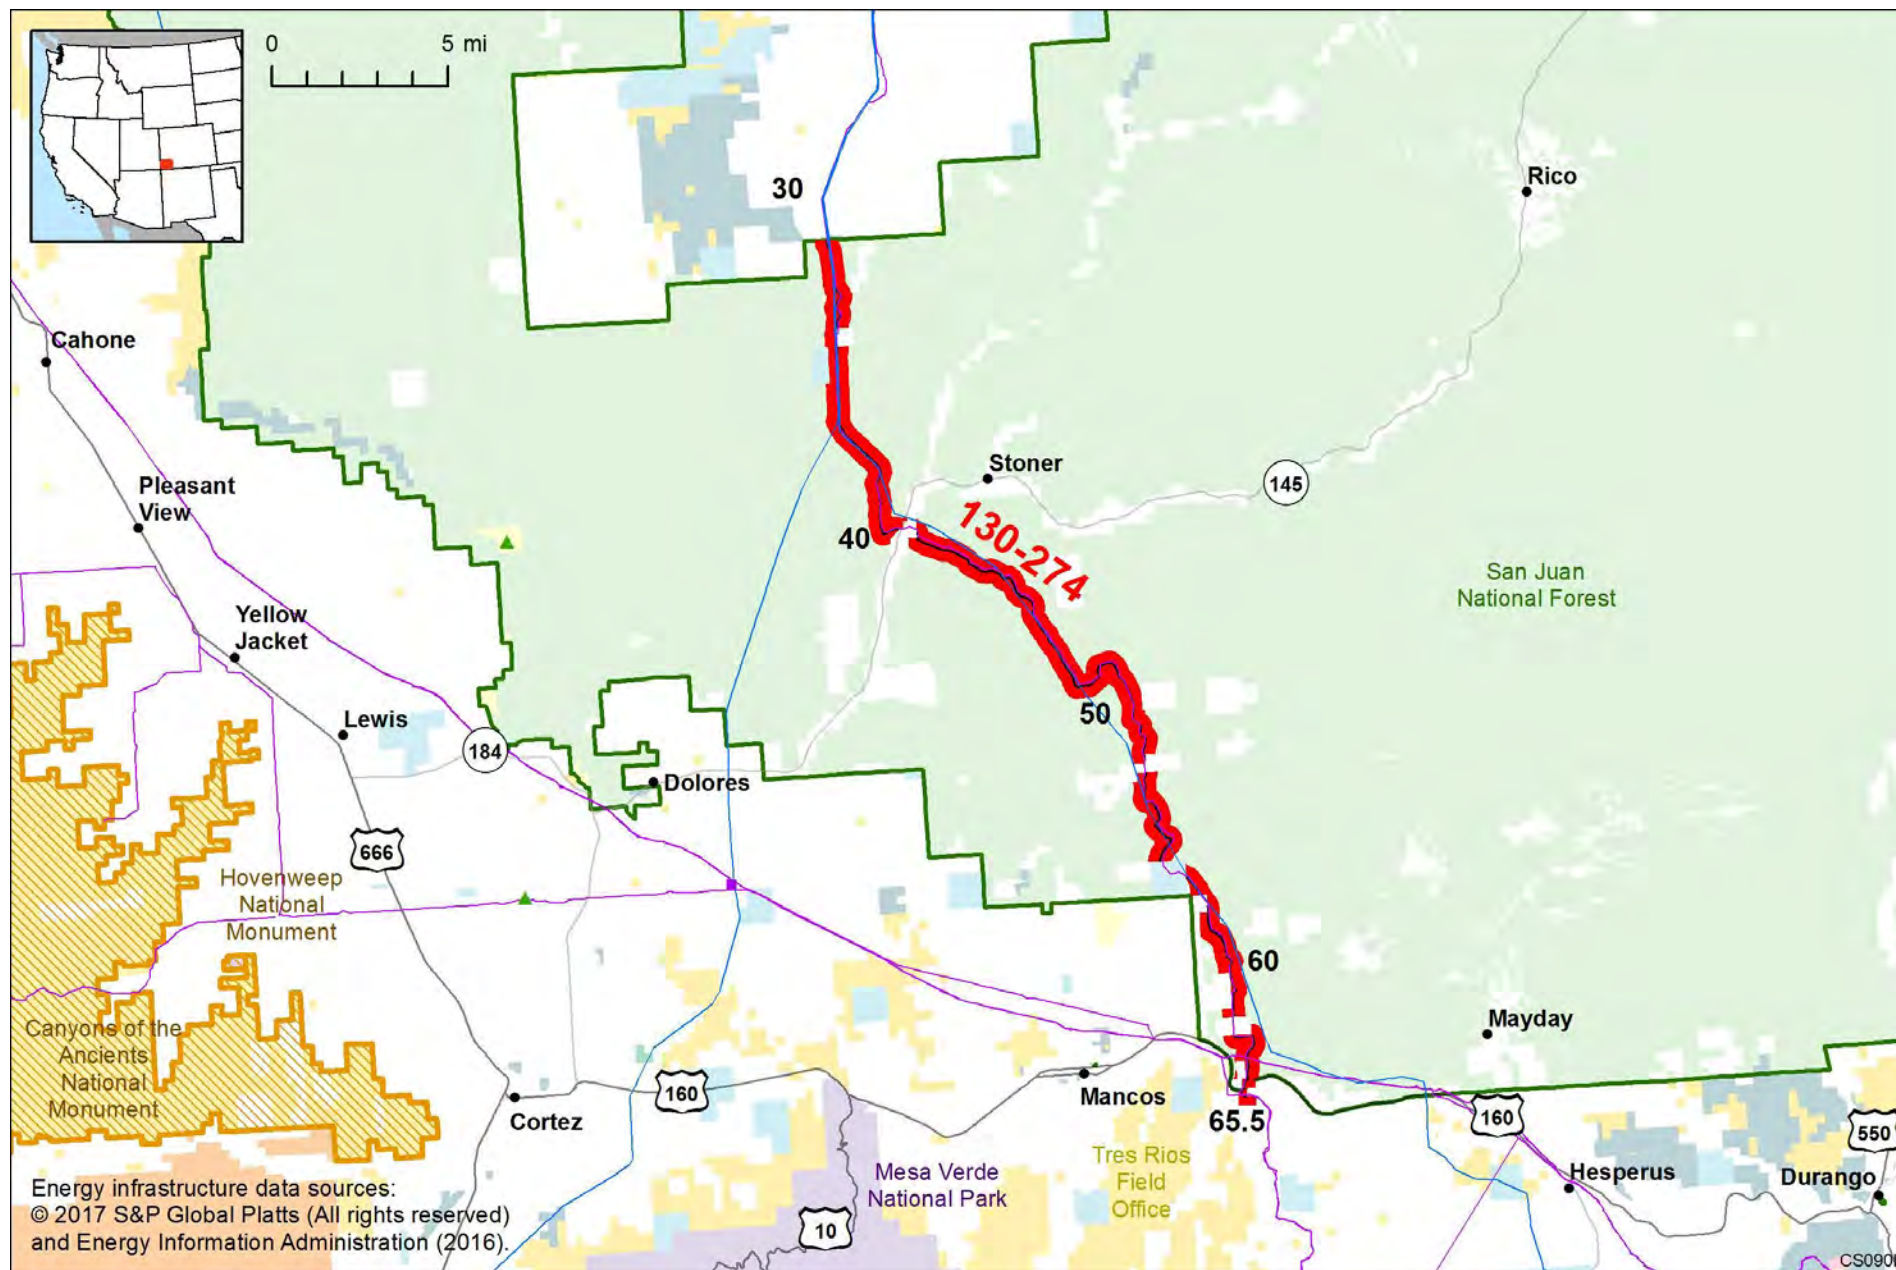 0 5 mi
30
Rico
Cahone
Stoner
145
Pleasant
View
130-274
40
San Juan
National Forest
Yellow
Jacket
50
Lewis
184
Dolores
666
Hovenweep
National
Monument
60
Canyons of the
Ancients
National
Monument
Mayday
Mancos
160
Cortez
65.5
160
550
Tres Rios
Field
Office
Mesa Verde
National Park
Hesperus
Durango
10
Energy infrastructure data sources:
© 2017 S&P Global Platts (All rights reserved)
and Energy Information Administration (2016).